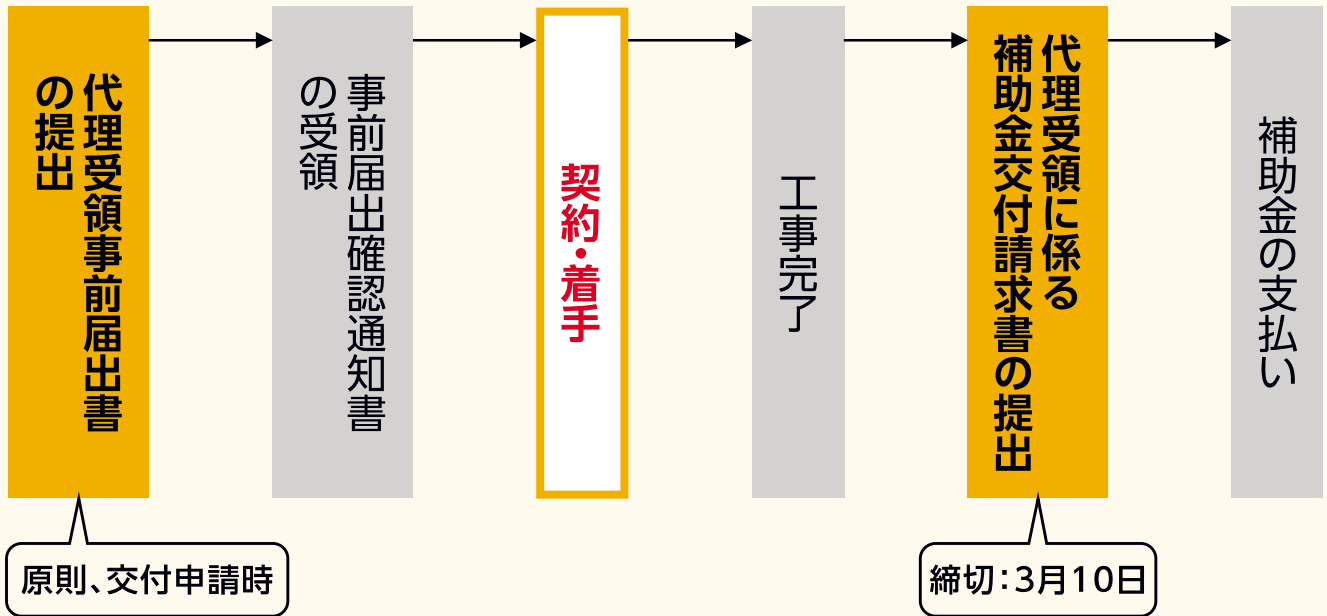 代理受領事前届出書
の提出
事前届出確認通知書
の受領
契約・着手
工事完了
代理受領に係る
補助金交付請求書の提出
補助金の支払い
原則、交付申請時
締切：3月10日